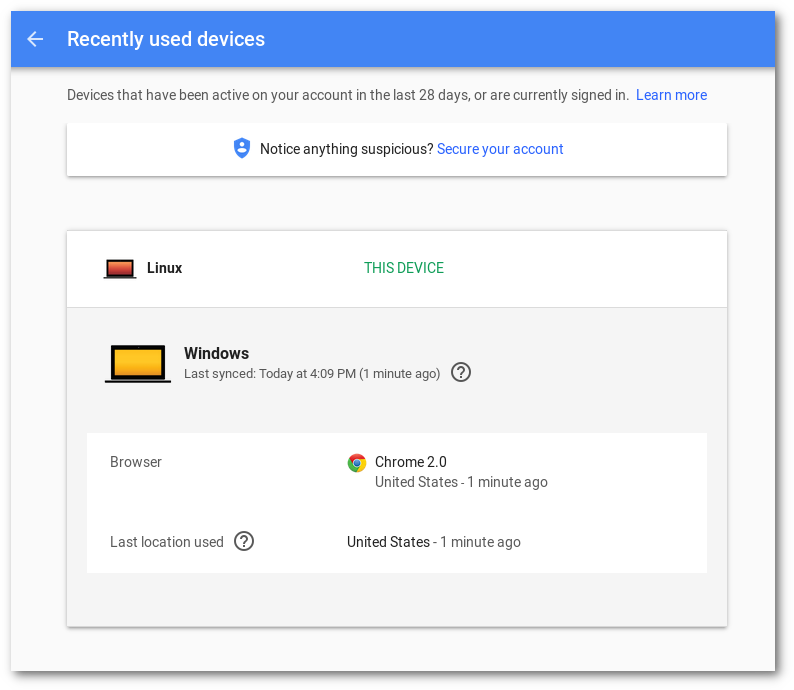 Recently used devices
Devices that have been active on your account in the last 28 days, or are currently signed in. Learn more
Notice anything suspicious? Secure your account
Linux THIS DEVICE
Windows
Last synced: Today at 4:09 PM (1 minute ago) ?
Browser Chrome 2.0
United States - 1 minute ago
Last location used ? United States - 1 minute ago